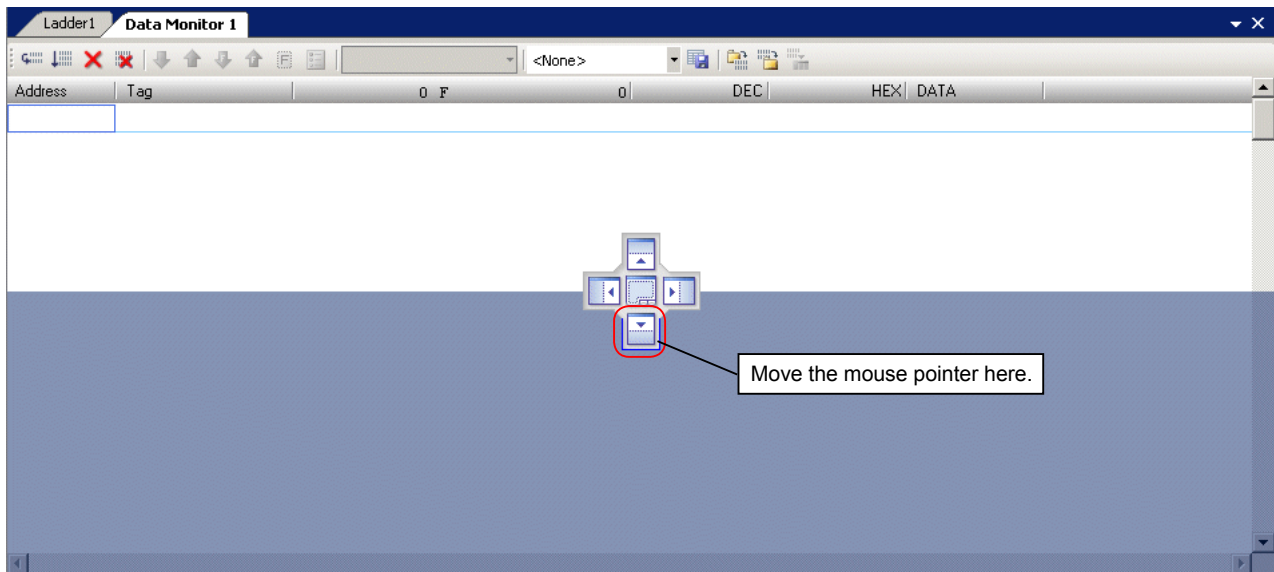 Ladder1 Data Monitor 1
<None>
Address Tag 0 F 0 DEC HEX DATA
Move the mouse pointer here.